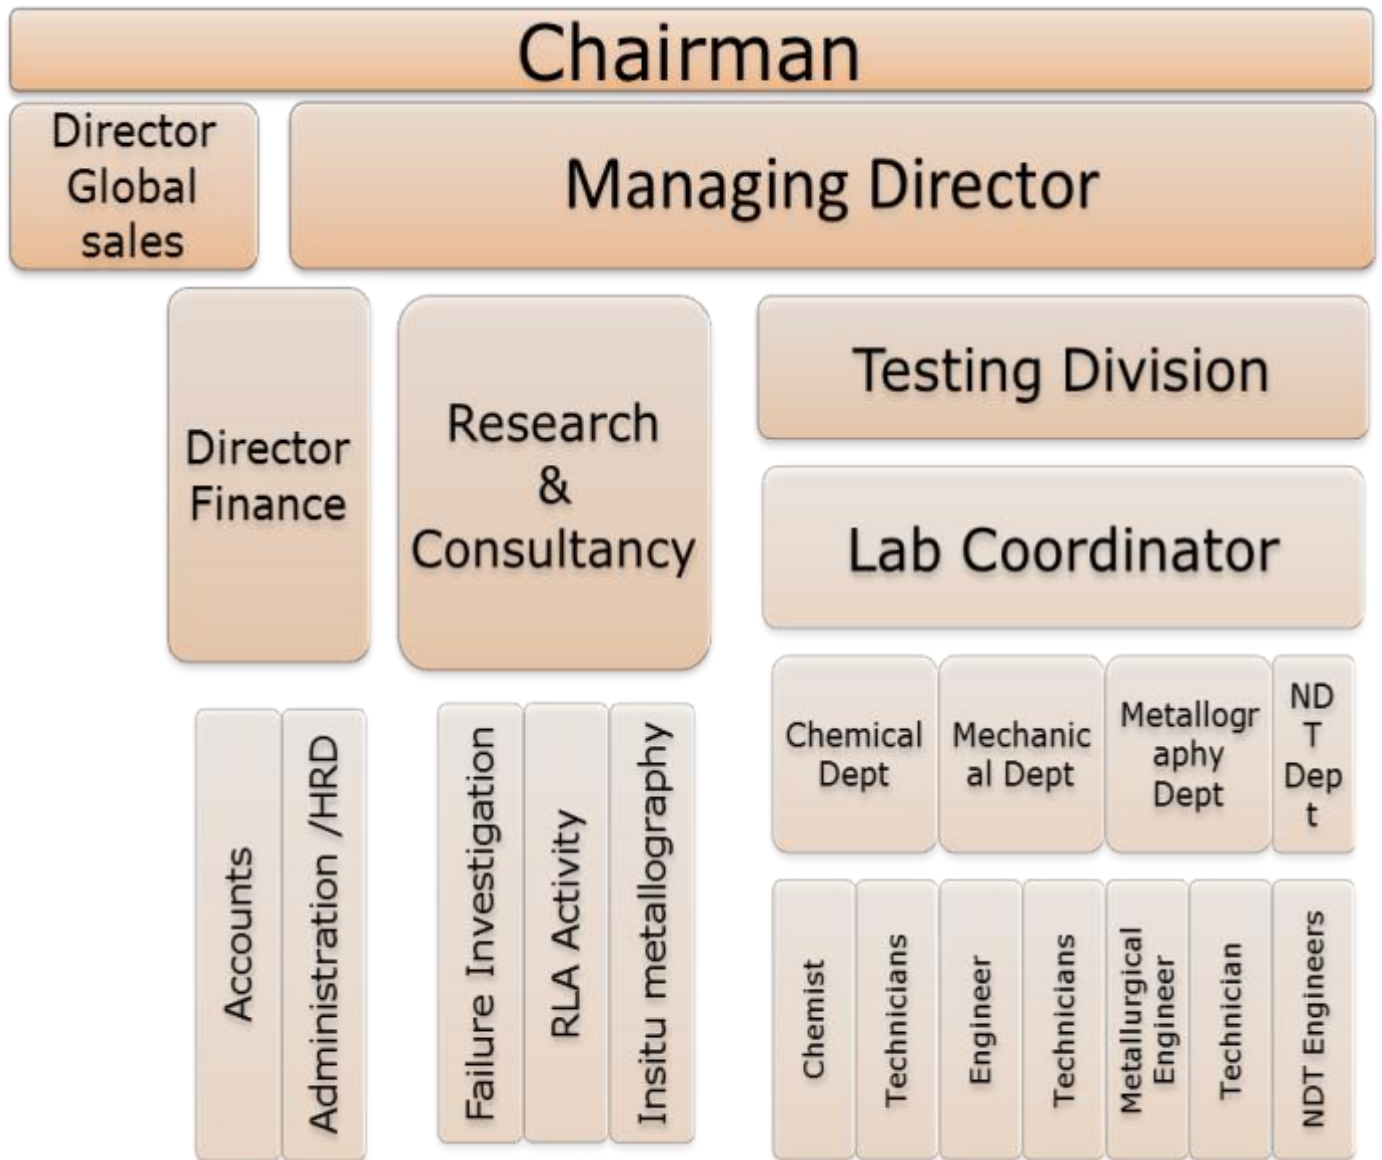 Chairman
Director
Global
sales
Managing Director
Director
Finance
Research
&
Consultancy
Testing Division
Lab Coordinator
Chemical
Dept
Mechanic
al Dept
Metallogr
aphy
Dept
ND
T
Dep
t
Accounts
Administration /HRD
Failure Investigation
RLA Activity
Insitu metallography
Chemist
Technicians
Engineer
Technicians
Metallurgical
Engineer
Technician
NDT Engineers